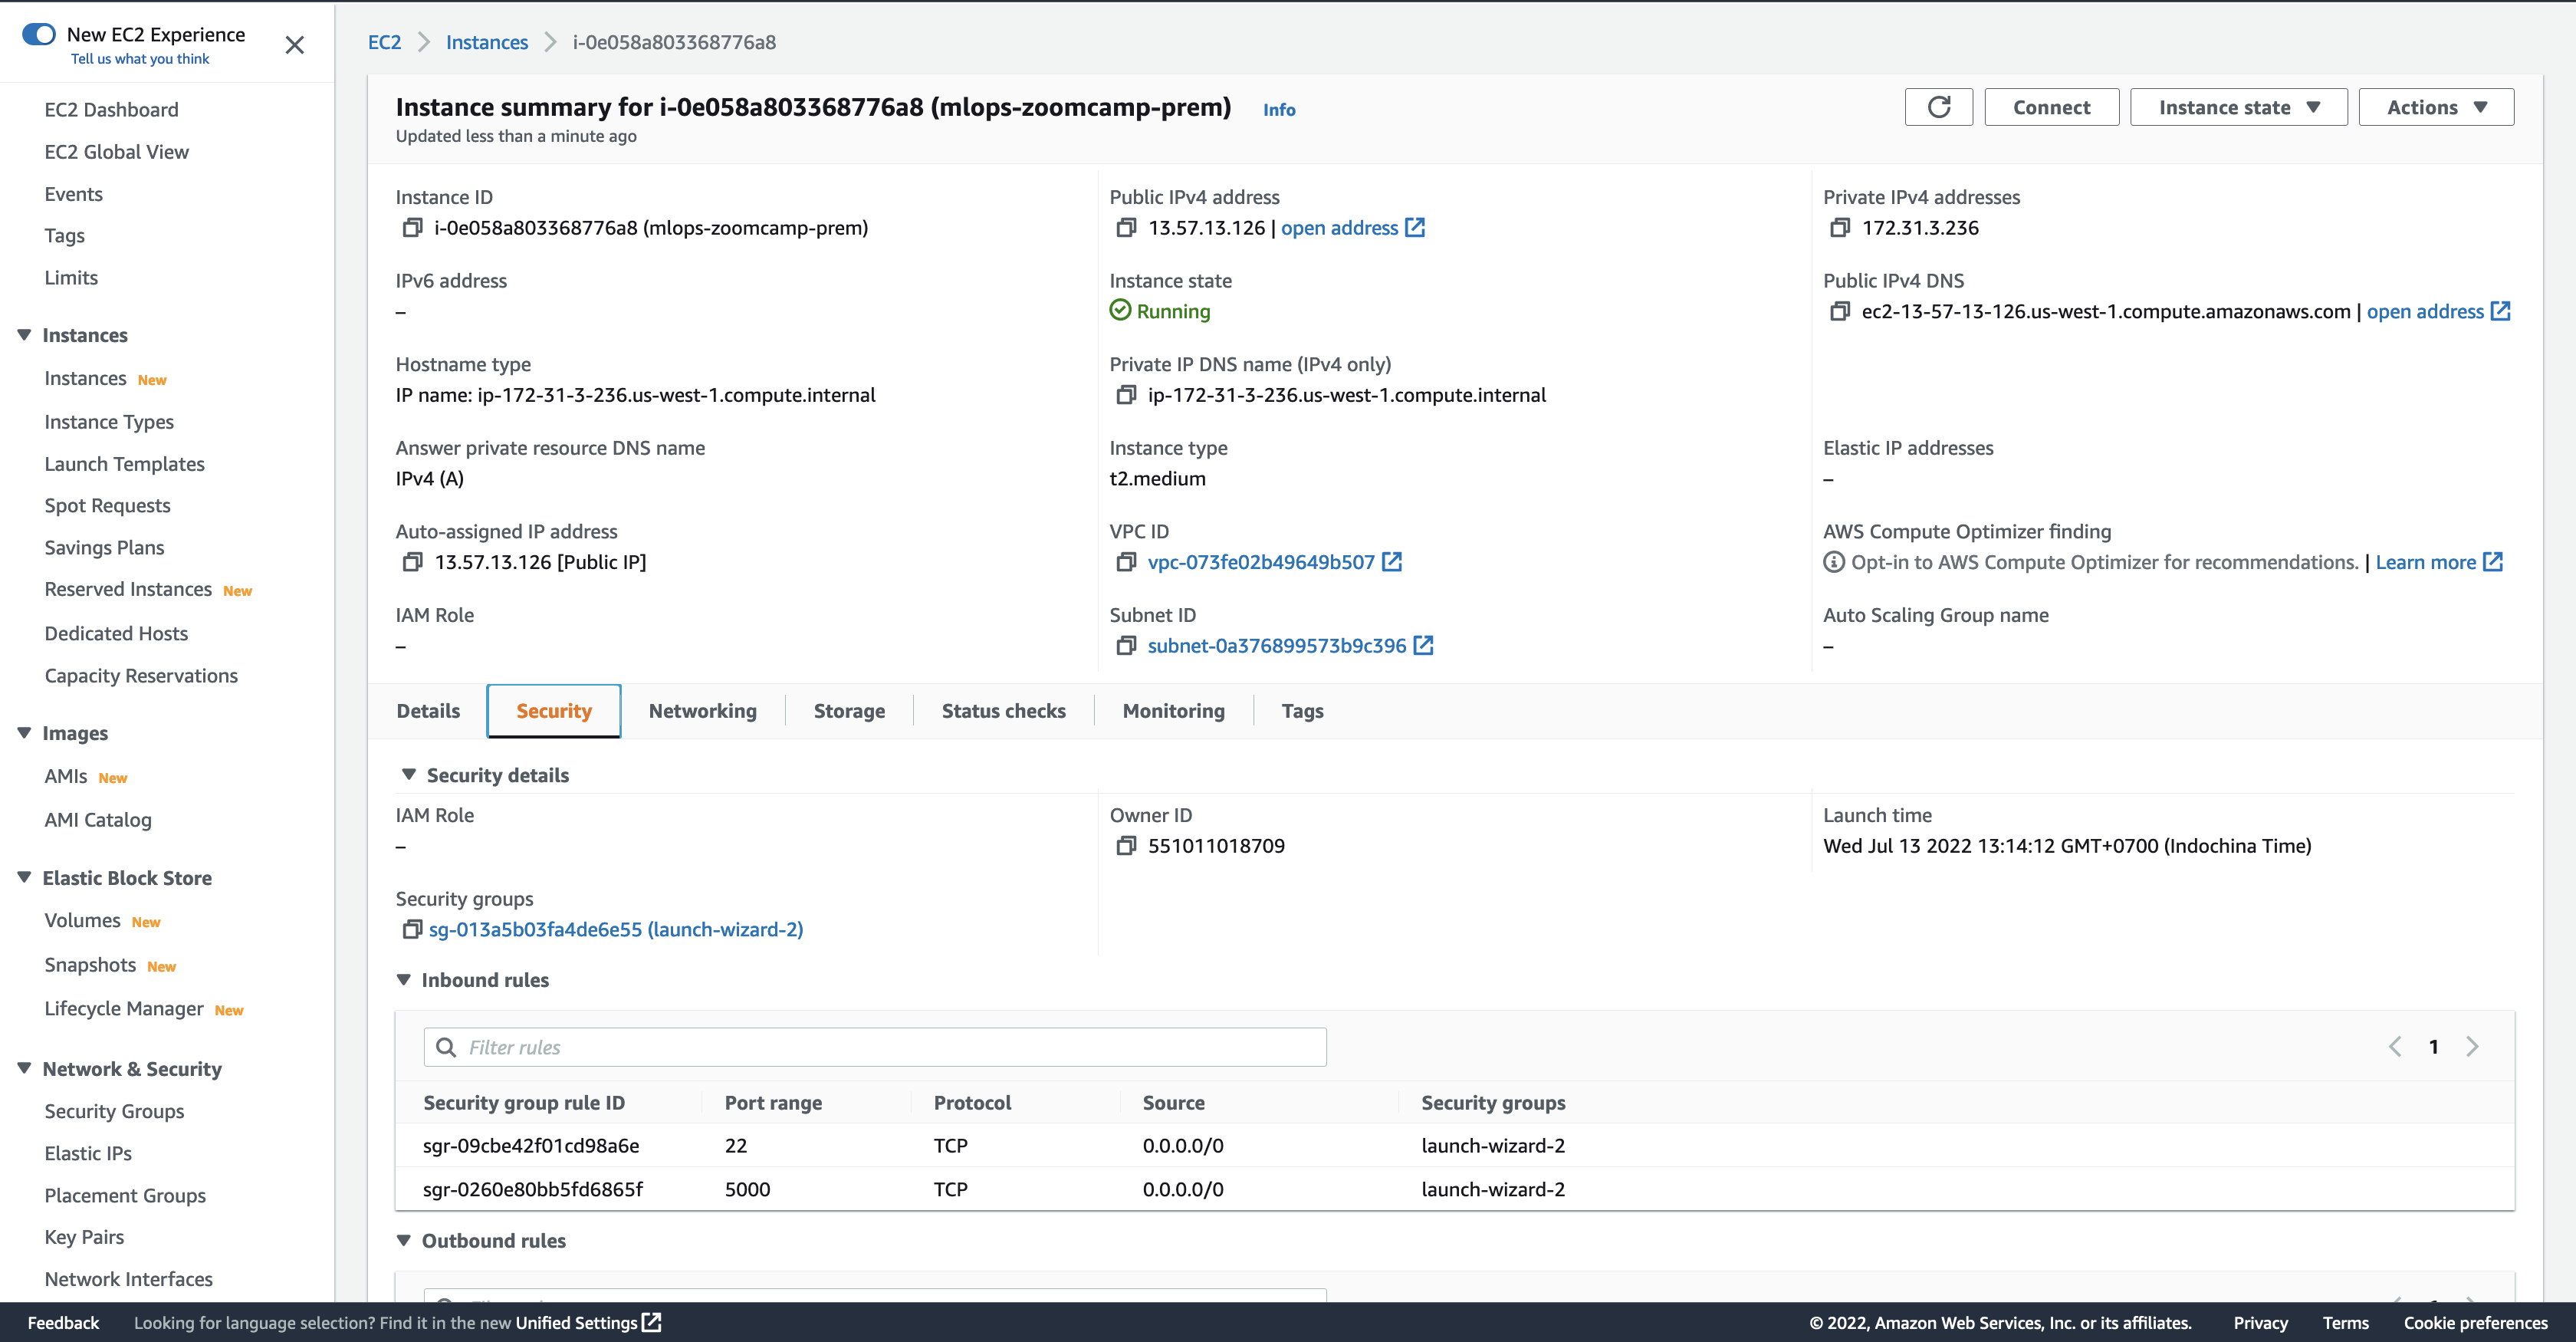 New EC2 Experience
Tell us what you think
EC2 Dashboard
EC2 Global View
Events
Tags
Limits
Instances
Instances New
Instance Types
Launch Templates
Spot Requests
Savings Plans
Reserved Instances New
Dedicated Hosts
Capacity Reservations
Images
AMIs New
AMI Catalog
Elastic Block Store
Volumes New
Snapshots New
Lifecycle Manager New
Network & Security
Security Groups
Elastic IPs
Placement Groups
Key Pairs
Network Interfaces
EC2 Instances i-0e058a803368776a8
Instance summary for i-0e058a803368776a8 (mlops-zoomcamp-prem) Info
Updated less than a minute ago
Connect Instance state Actions
Instance ID
i-0e058a803368776a8 (mlops-zoomcamp-prem)
Public IPv4 address
13.57.13.126 | open address
Private IPv4 addresses
172.31.3.236
IPv6 address
–
Instance state
Running
Public IPv4 DNS
ec2-13-57-13-126.us-west-1.compute.amazonaws.com | open address
Hostname type
IP name: ip-172-31-3-236.us-west-1.compute.internal
Private IP DNS name (IPv4 only)
ip-172-31-3-236.us-west-1.compute.internal
Answer private resource DNS name
IPv4 (A)
Instance type
t2.medium
Elastic IP addresses
–
Auto-assigned IP address
13.57.13.126 [Public IP]
VPC ID
vpc-073fe02b49649b507
AWS Compute Optimizer finding
Opt-in to AWS Compute Optimizer for recommendations. | Learn more
IAM Role
–
Subnet ID
subnet-0a376899573b9c396
Auto Scaling Group name
–
Details Security Networking Storage Status checks Monitoring Tags
Security details
IAM Role
–
Owner ID
551011018709
Launch time
Wed Jul 13 2022 13:14:12 GMT+0700 (Indochina Time)
Security groups
sg-013a5b03fa4de6e55 (launch-wizard-2)
Inbound rules
Filter rules
1
Security group rule ID Port range Protocol Source Security groups
sgr-09cbe42f01cd98a6e 22 TCP 0.0.0.0/0 launch-wizard-2
sgr-0260e80bb5fd6865f 5000 TCP 0.0.0.0/0 launch-wizard-2
Outbound rules
Feedback Looking for language selection? Find it in the new Unified Settings
© 2022, Amazon Web Services, Inc. or its affiliates. Privacy Terms Cookie preferences